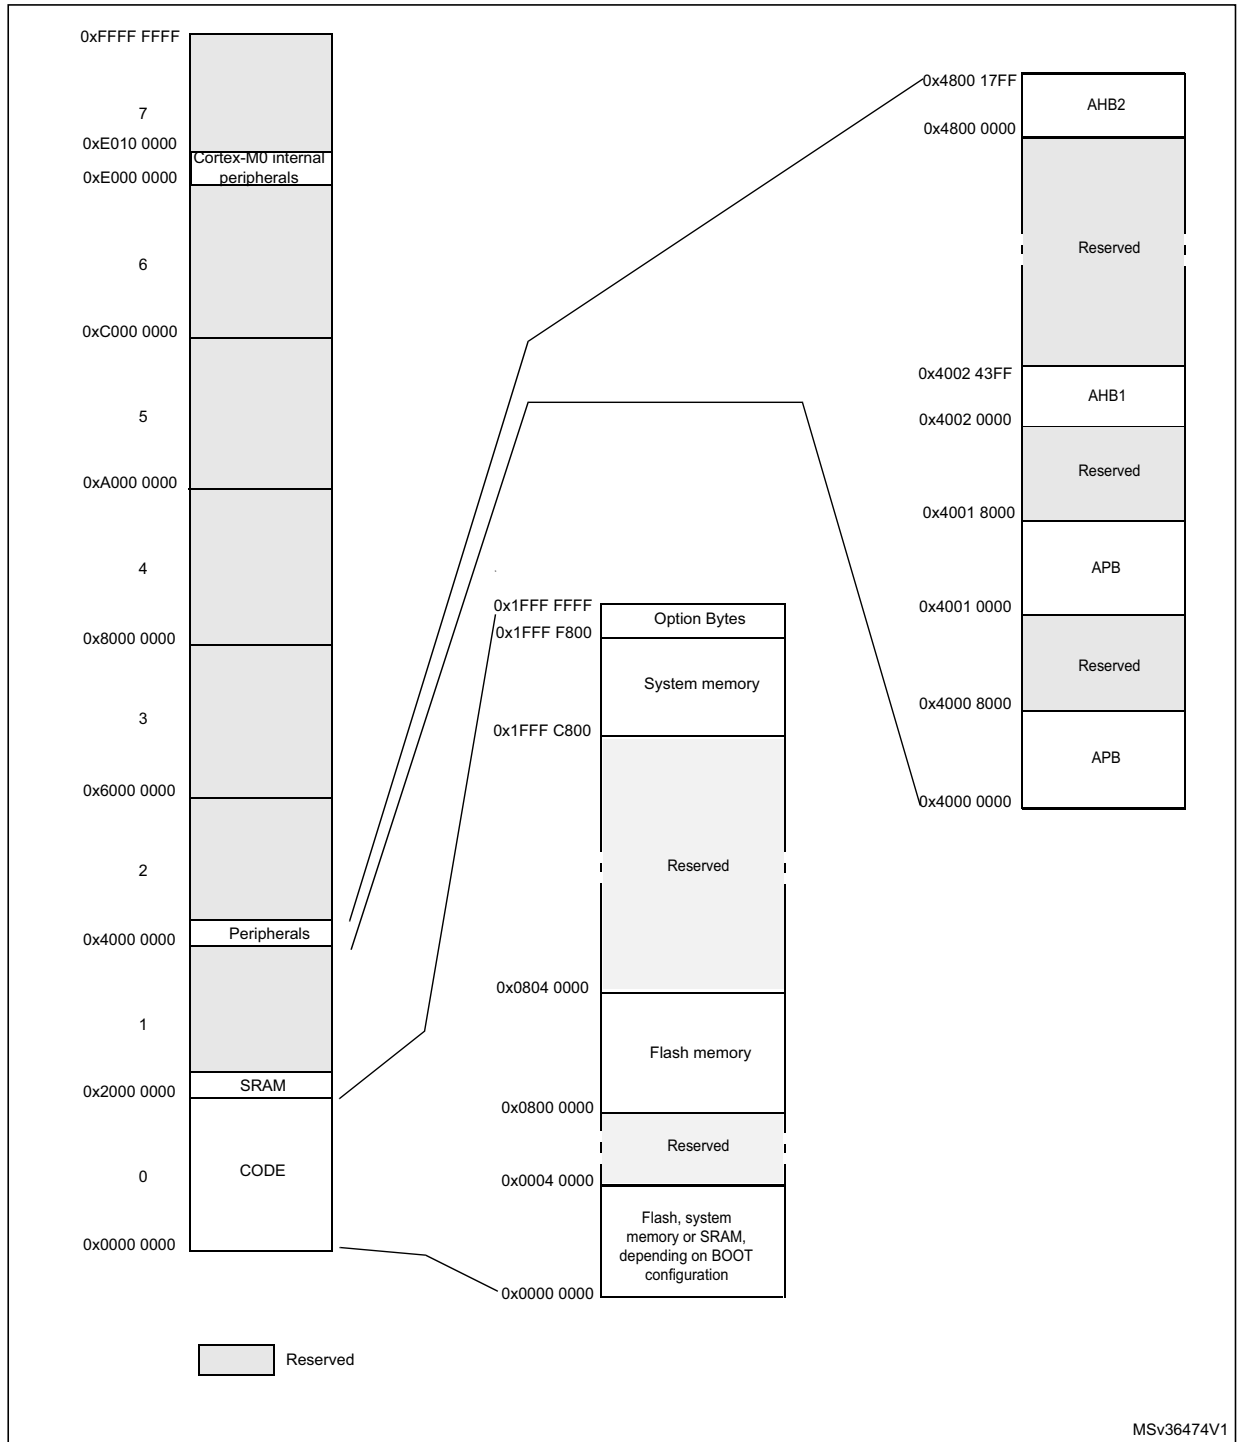 0xFFFF FFFF
7
0xE010 0000
Cortex-M0 internal
peripherals
0xE000 0000
6
0xC000 0000
5
0xA000 0000
4
0x8000 0000
3
0x6000 0000
2
0x4000 0000
Peripherals
1
0x2000 0000
SRAM
0
CODE
0x0000 0000
0x1FFF FFFF
Option Bytes
0x1FFF F800
System memory
0x1FFF C800
Reserved
0x0804 0000
Flash memory
0x0800 0000
Reserved
0x0004 0000
Flash, system
memory or SRAM,
depending on BOOT
configuration
0x0000 0000
0x4800 17FF
AHB2
0x4800 0000
Reserved
0x4002 43FF
AHB1
0x4002 0000
Reserved
0x4001 8000
APB
0x4001 0000
Reserved
0x4000 8000
APB
0x4000 0000
Reserved
MSv36474V1